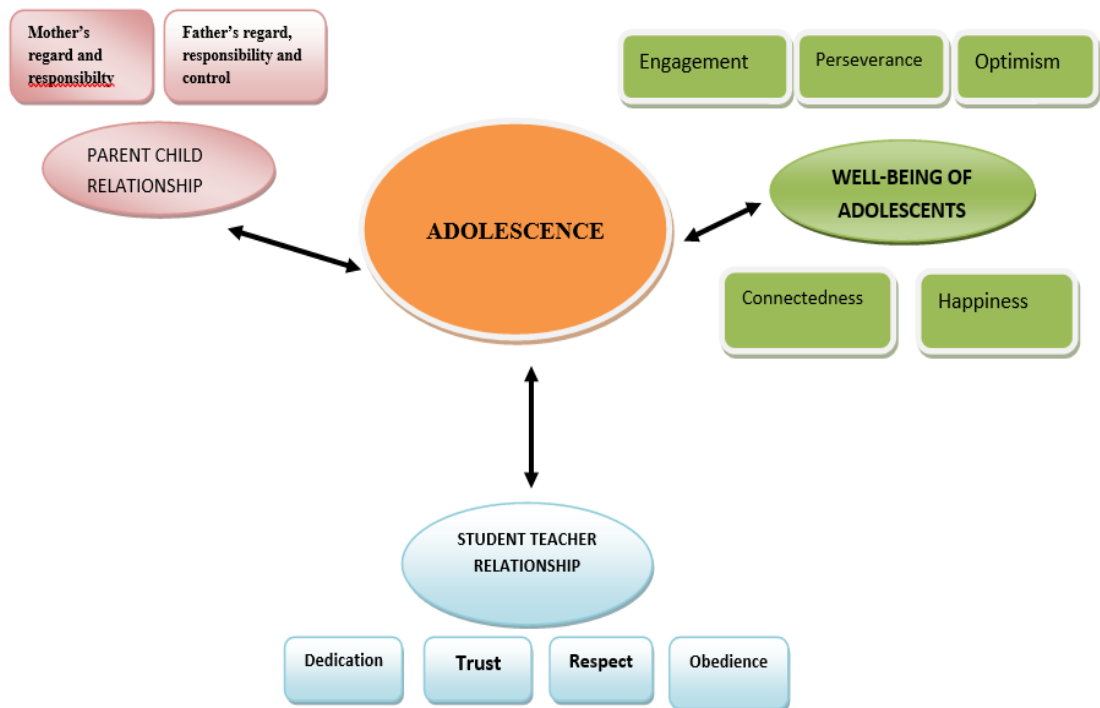 Mother's
regard and
responsibilty
Father's regard,
responsibility and
control
PARENT CHILD
RELATIONSHIP
ADOLESCENCE
Engagement
Perseverance
Optimism
WELL-BEING OF
ADOLESCENTS
Connectedness
Happiness
STUDENT TEACHER
RELATIONSHIP
Dedication
Trust
Respect
Obedience